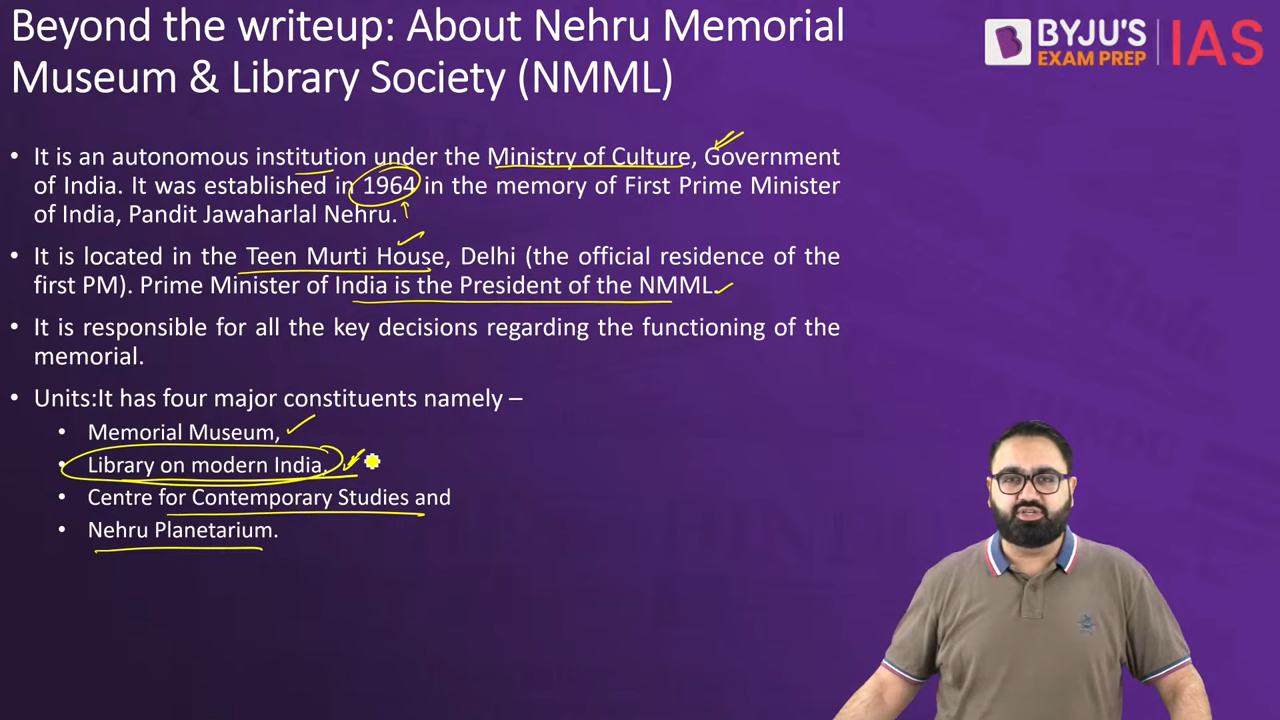 Beyond the writeup: About Nehru Memorial
Museum & Library Society (NMML)
BYJU'S
EXAM PREP
IAS
• It is an autonomous institution under the Ministry of Culture, Government
of India. It was established in 1964 in the memory of First Prime Minister
of India, Pandit Jawaharlal Nehru.
• It is located in the Teen Murti House, Delhi (the official residence of the
first PM). Prime Minister of India is the President of the NMML.
• It is responsible for all the key decisions regarding the functioning of the
memorial.
• Units:It has four major constituents namely –
• Memorial Museum,
• Library on modern India.
• Centre for Contemporary Studies and
• Nehru Planetarium.